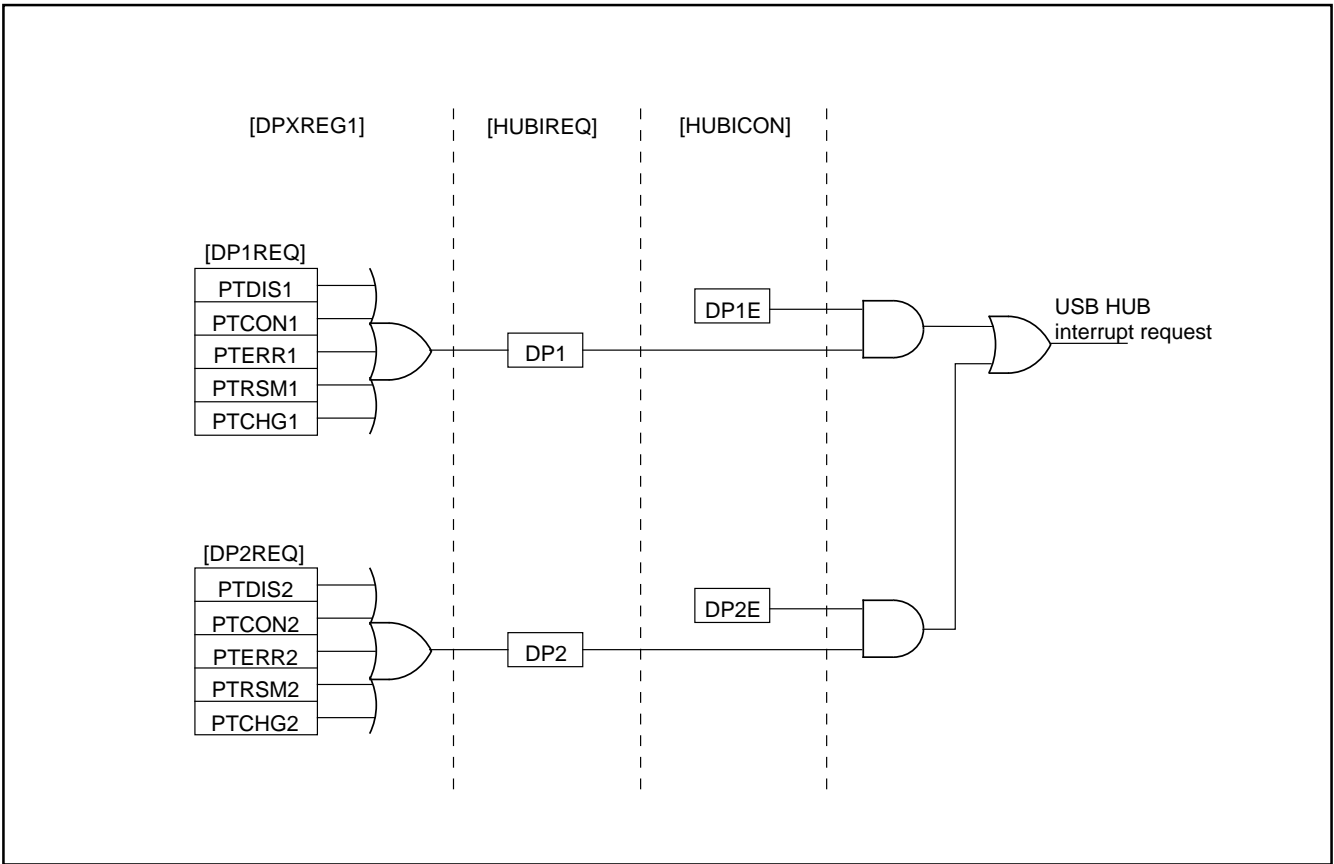 [DPXREG1]
[HUBIREQ]
[HUBICON]
[DP1REQ]
PTDIS1
PTCON1
PTERR1
PTRSM1
PTCHG1
DP1
DP1E
USB HUB
interrupt request
[DP2REQ]
PTDIS2
PTCON2
PTERR2
PTRSM2
PTCHG2
DP2
DP2E